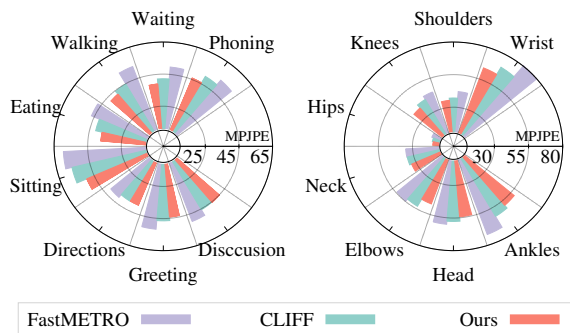 Waiting
Walking
Phoning
Eating
MPJPE
25 45 65
Sitting
Directions
Disccusion
Greeting
Shoulders
Knees
Wrist
Hips
MPJPE
30 55 80
Neck
Elbows
Ankles
Head
FastMETRO CLIFF Ours